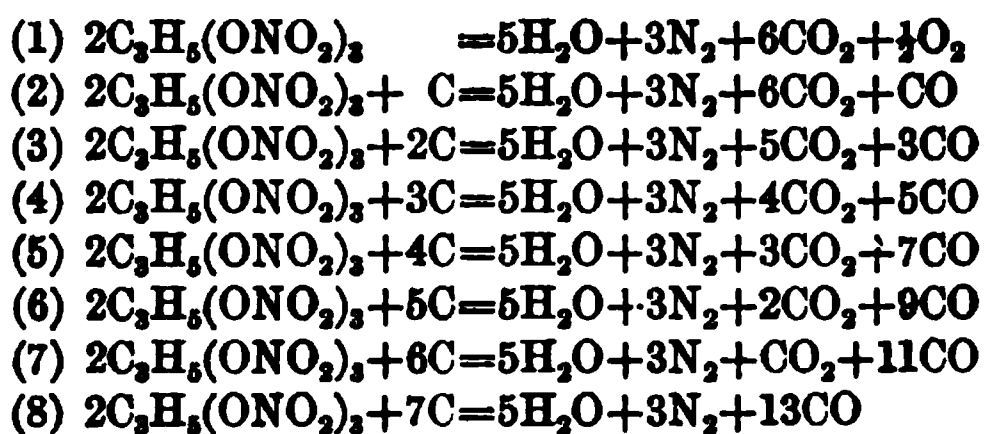 (1) 2C₃H₅(ONO₂)₃ =5H₂O+3N₂+6CO₂+½O₂
(2) 2C₃H₅(ONO₂)₃+ C=5H₂O+3N₂+6CO₂+CO
(3) 2C₃H₅(ONO₂)₃+2C=5H₂O+3N₂+5CO₂+3CO
(4) 2C₃H₅(ONO₂)₃+3C=5H₂O+3N₂+4CO₂+5CO
(5) 2C₃H₅(ONO₂)₃+4C=5H₂O+3N₂+3CO₂+7CO
(6) 2C₃H₅(ONO₂)₃+5C=5H₂O+3N₂+2CO₂+9CO
(7) 2C₃H₅(ONO₂)₃+6C=5H₂O+3N₂+CO₂+11CO
(8) 2C₃H₅(ONO₂)₃+7C=5H₂O+3N₂+13CO